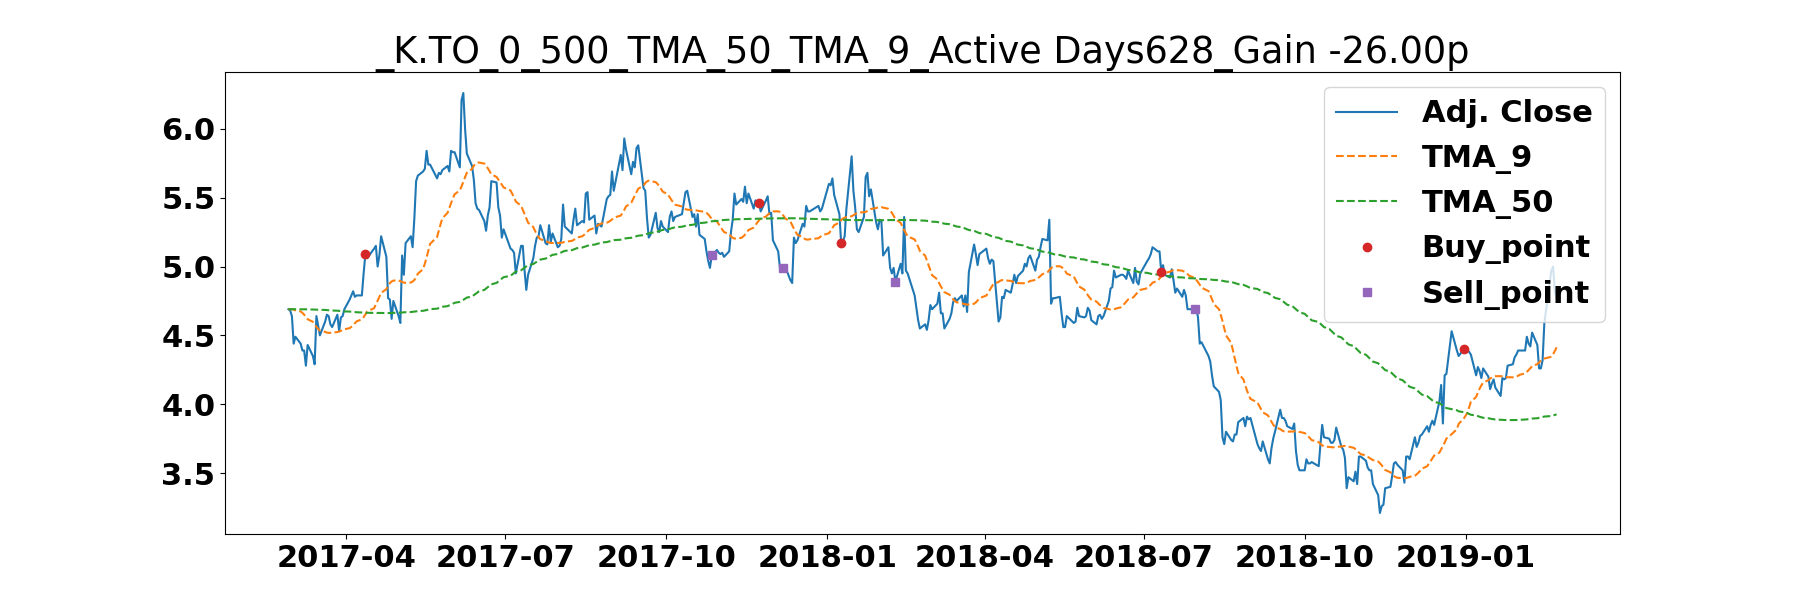 _K.TO_0_500_TMA_50_TMA_9_Active Days628_Gain -26.00p
6.0
5.5
5.0
4.5
4.0
3.5
Adj. Close
TMA_9
TMA_50
Buy_point
Sell_point
2017-04 2017-07 2017-10 2018-01 2018-04 2018-07 2018-10 2019-01